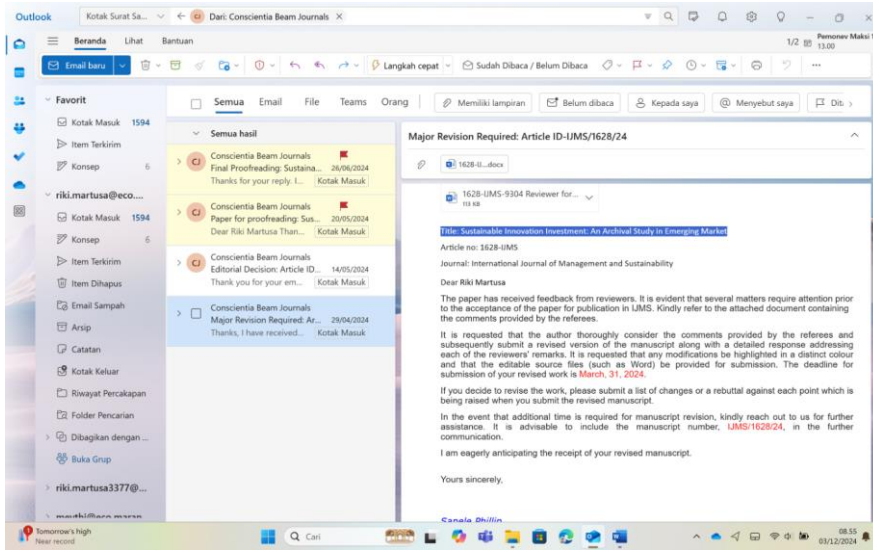 Outlook
Kotak Surat Sa...
CJ Dari: Conscientia Beam Journals
Beranda Lihat Bantuan
1/2 Pemonev Maksi
13.00
Email baru
Langkah cepat
Sudah Dibaca / Belum Dibaca
Favorit
Kotak Masuk 1594
Item Terkirim
Konsep 6
riki.martusa@eco....
Kotak Masuk 1594
Konsep 6
Item Terkirim
Item Dihapus
Email Sampah
Arsip
Catatan
Kotak Keluar
Riwayat Percakapan
Folder Pencarian
Dibagikan dengan ...
Buka Grup
riki.martusa3377@...
Semua Email File Teams Orang
Memiliki lampiran
Belum dibaca
Kepada saya
Menyebut saya
Semua hasil
CJ Conscientia Beam Journals
Final Proofreading: Sustaina... 26/06/2024
Thanks for your reply. I... Kotak Masuk
CJ Conscientia Beam Journals
Paper for proofreading: Sus... 20/05/2024
Dear Riki Martusa Than... Kotak Masuk
CJ Conscientia Beam Journals
Editorial Decision: Article ID... 14/05/2024
Thank you for your em... Kotak Masuk
Conscientia Beam Journals
Major Revision Required: Ar... 29/04/2024
Thanks, I have received... Kotak Masuk
Major Revision Required: Article ID-IJMS/1628/24
1628-IJ...docx
1628-IJMS-9304 Reviewer for...
113 KB
Title: Sustainable Innovation Investment: An Archival Study in Emerging Market
Article no: 1628-IJMS
Journal: International Journal of Management and Sustainability
Dear Riki Martusa
The paper has received feedback from reviewers. It is evident that several matters require attention prior
to the acceptance of the paper for publication in IJMS. Kindly refer to the attached document containing
the comments provided by the referees.
It is requested that the author thoroughly consider the comments provided by the referees and
subsequently submit a revised version of the manuscript along with a detailed response addressing
each of the reviewers' remarks. It is requested that any modifications be highlighted in a distinct colour
and that the editable source files (such as Word) be provided for submission. The deadline for
submission of your revised work is March, 31, 2024.
If you decide to revise the work, please submit a list of changes or a rebuttal against each point which is
being raised when you submit the revised manuscript.
In the event that additional time is required for manuscript revision, kindly reach out to us for further
assistance. It is advisable to include the manuscript number, IJMS/1628/24, in the further
communication.
I am eagerly anticipating the receipt of your revised manuscript.
Yours sincerely,
Tomorrow's high
Near record
Cari
08.55
03/12/2024